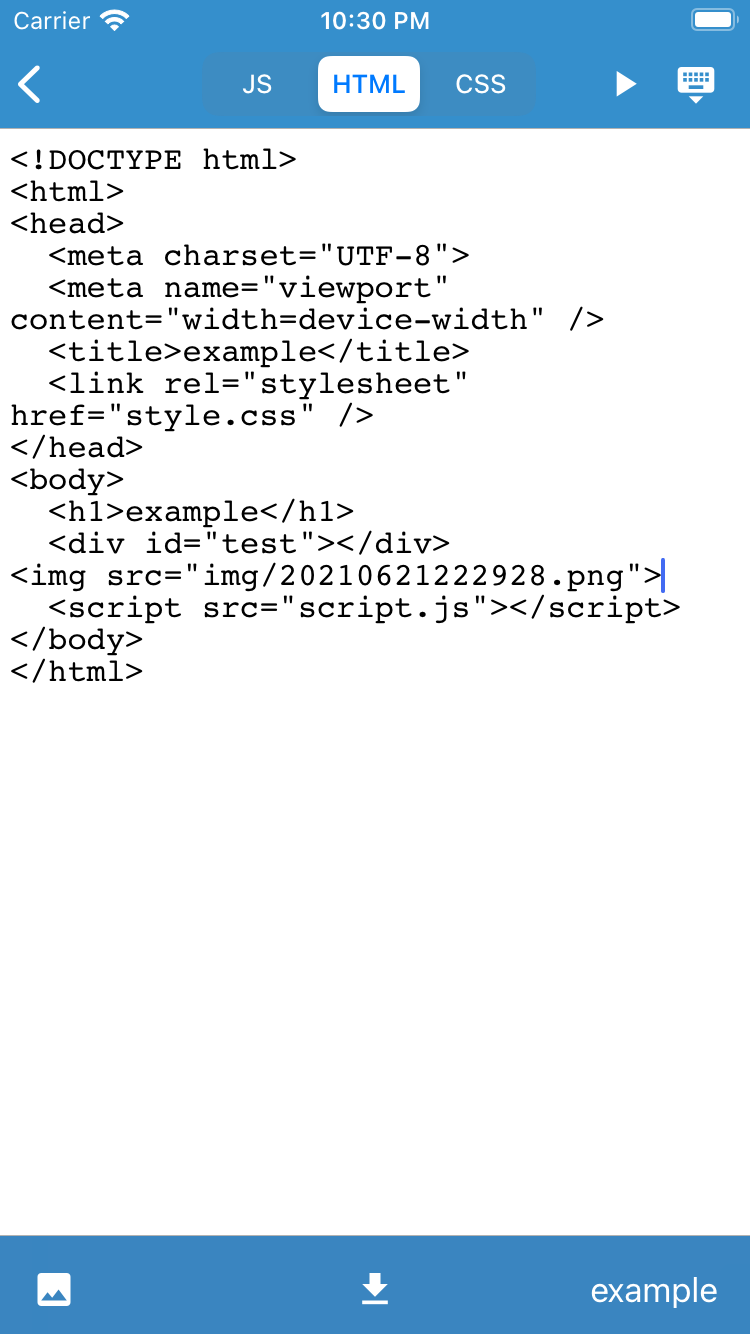 Carrier 10:30 PM
JS HTML CSS
<!DOCTYPE html>
<html>
<head>
  <meta charset="UTF-8">
  <meta name="viewport"
content="width=device-width" />
  <title>example</title>
  <link rel="stylesheet"
href="style.css" />
</head>
<body>
  <h1>example</h1>
  <div id="test"></div>
<img src="img/20210621222928.png">
  <script src="script.js"></script>
</body>
</html>
example